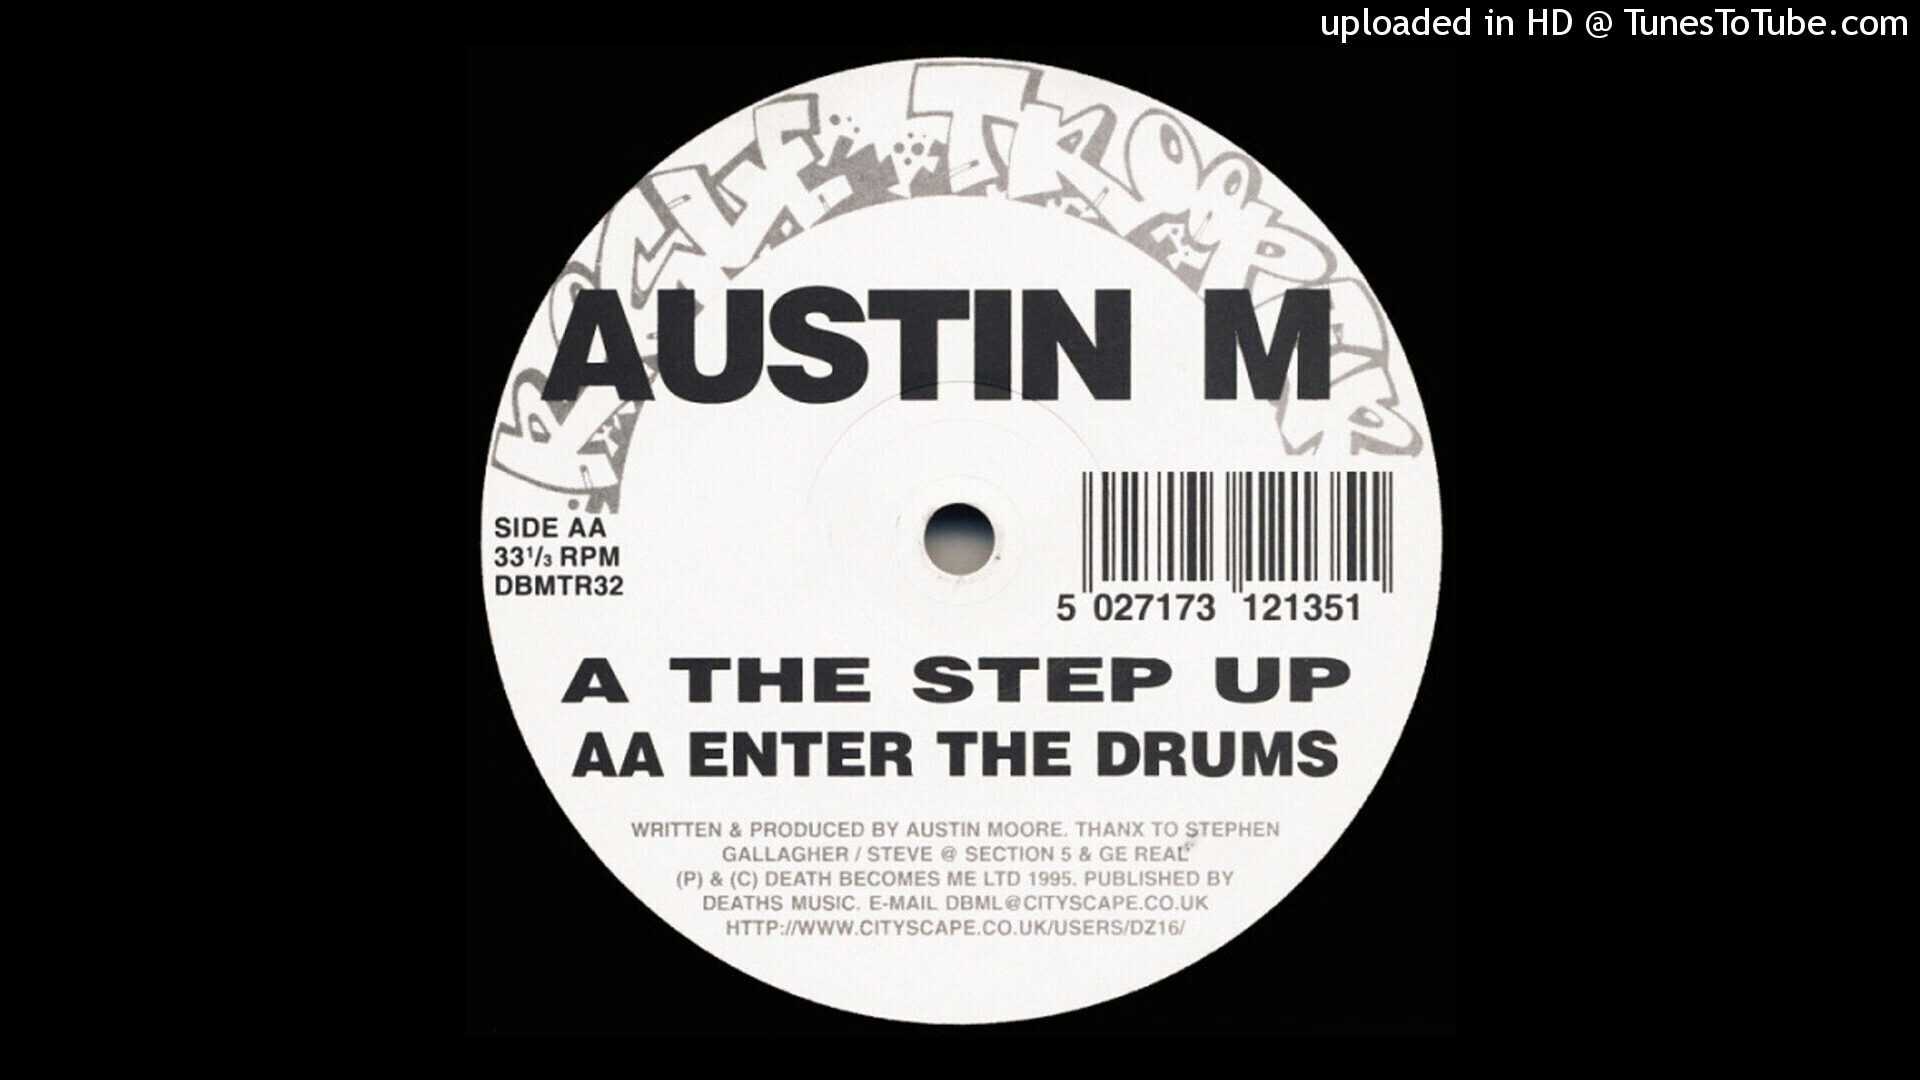 uploaded in HD @ TunesToTube.com
AUSTIN M
SIDE AA
33⅓ RPM
DBMTR32
5 027173 121351
A THE STEP UP
AA ENTER THE DRUMS
WRITTEN & PRODUCED BY AUSTIN MOORE. THANX TO STEPHEN
GALLAGHER / STEVE @ SECTION 5 & GE REAL
(P) & (C) DEATH BECOMES ME LTD 1995. PUBLISHED BY
DEATHS MUSIC. E-MAIL DBML@CITYSCAPE.CO.UK
HTTP://WWW.CITYSCAPE.CO.UK/USERS/DZ16/